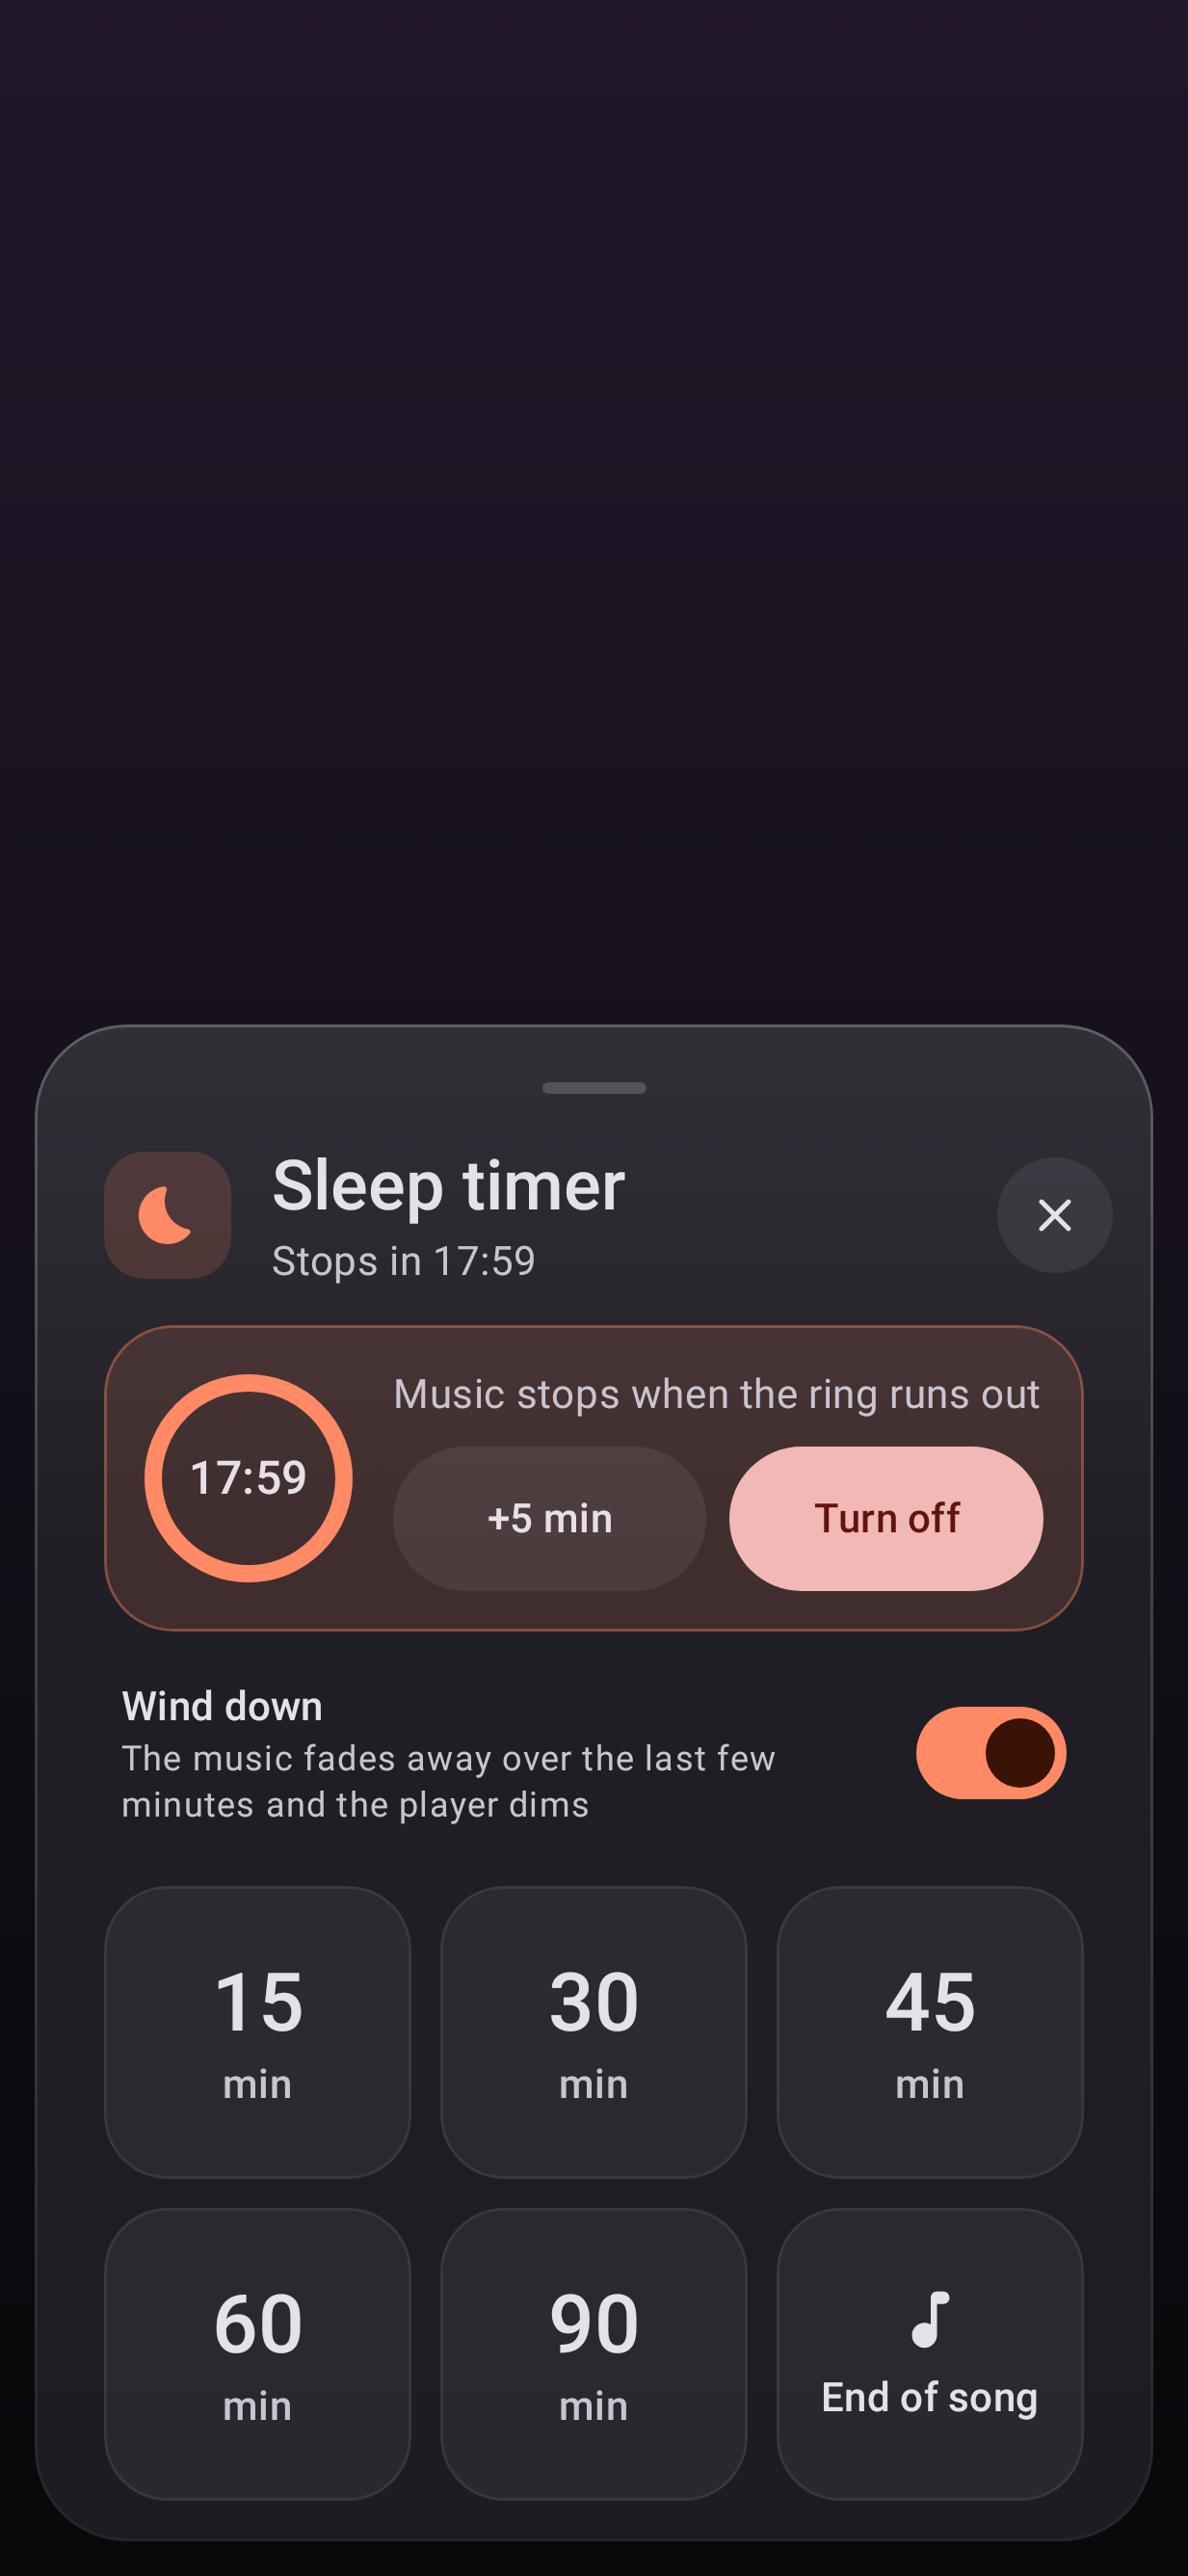 Sleep timer
Stops in 17:59
Music stops when the ring runs out
17:59
+5 min
Turn off
Wind down
The music fades away over the last few
minutes and the player dims
15
min
30
min
45
min
60
min
90
min
End of song